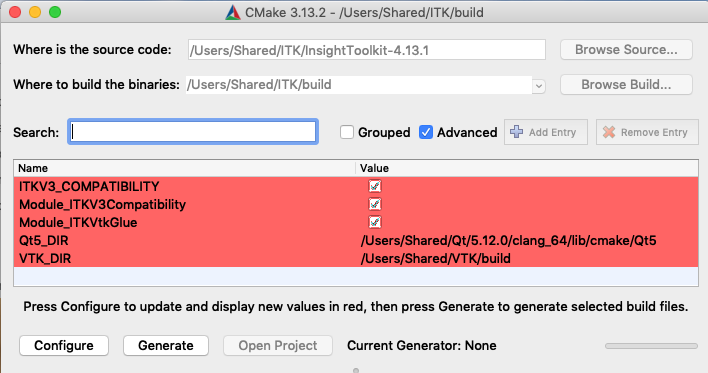 CMake 3.13.2 - /Users/Shared/ITK/build
Where is the source code: /Users/Shared/ITK/InsightToolkit-4.13.1 Browse Source...
Where to build the binaries: /Users/Shared/ITK/build Browse Build...
Search: Grouped Advanced Add Entry Remove Entry
Name Value
ITKV3_COMPATIBILITY
Module_ITKV3Compatibility
Module_ITKVtkGlue
Qt5_DIR /Users/Shared/Qt/5.12.0/clang_64/lib/cmake/Qt5
VTK_DIR /Users/Shared/VTK/build
Press Configure to update and display new values in red, then press Generate to generate selected build files.
Configure Generate Open Project Current Generator: None